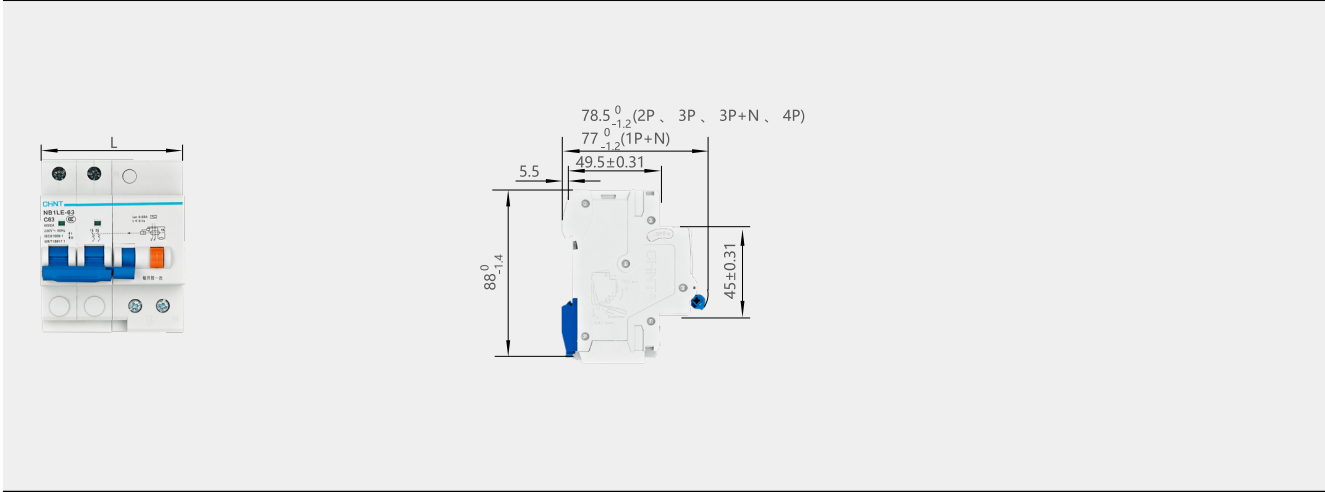 L
CHNT
NB1LE-63
C63
78.5 0 -1.2 (2P 、 3P 、 3P+N 、 4P)
77 0 -1.2 (1P+N)
49.5±0.31
5.5
88 0 -1.4
45±0.31
CHNT